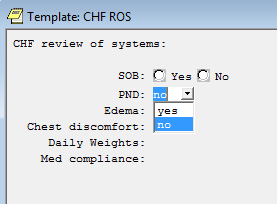 Template: CHF ROS
CHF review of systems:
SOB: Yes No
PND: no
Edema: yes
Chest discomfort: no
Daily Weights:
Med compliance: